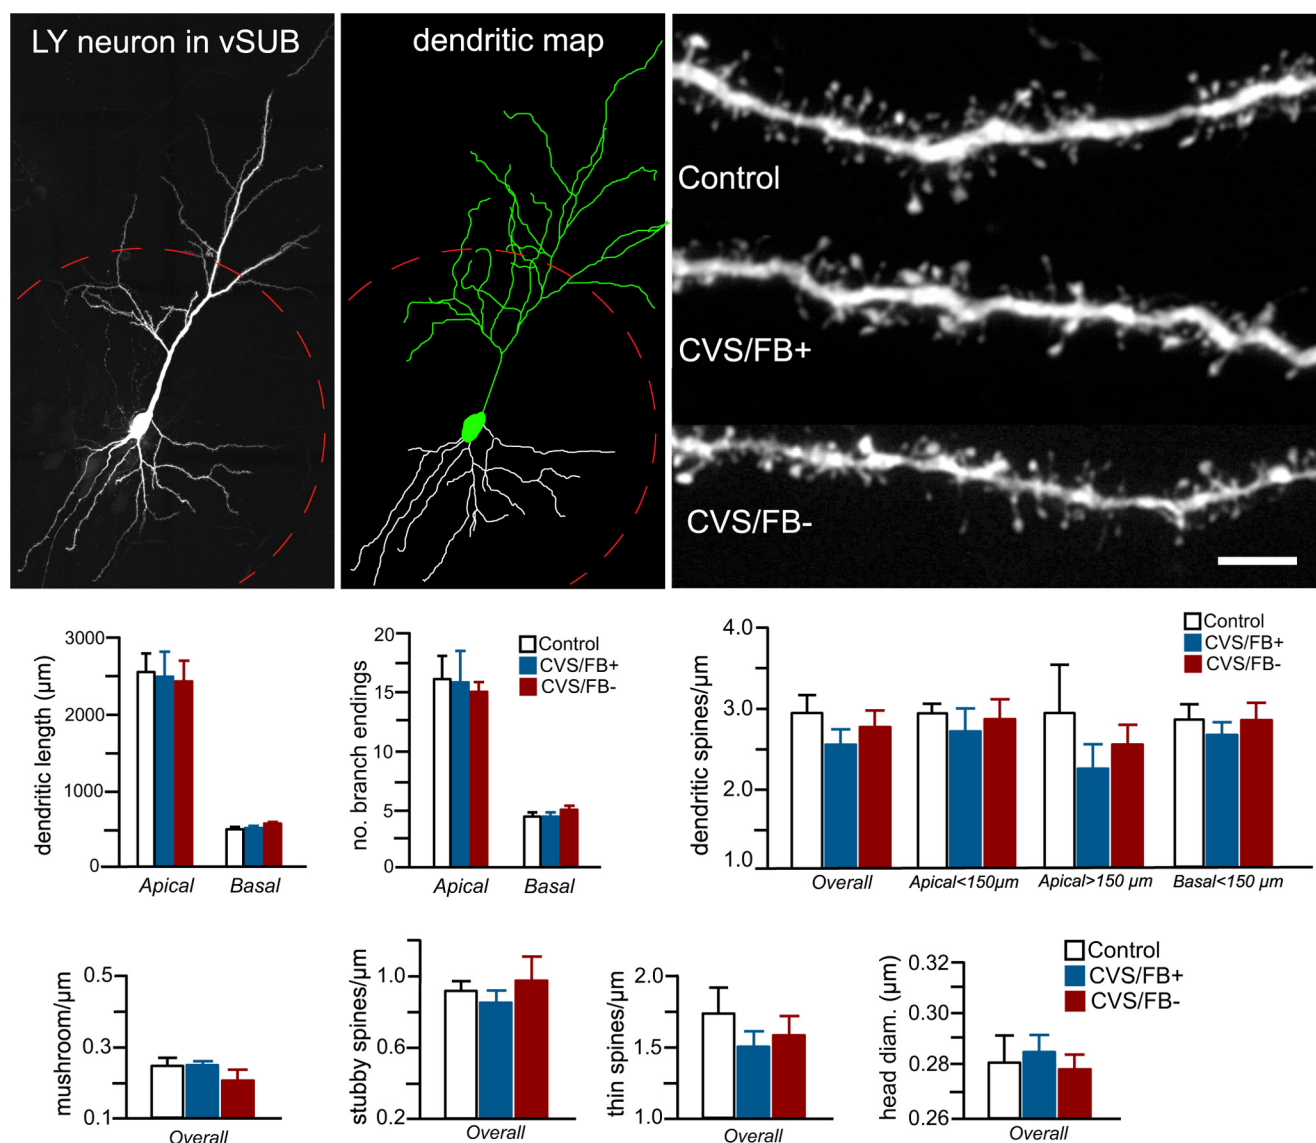 LY neuron in vSUB
dendritic map
Control
CVS/FB+
CVS/FB-
dendritic length (µm)
3000
2000
1000
0
Apical
Basal
no. branch endings
20
15
10
5
0
Apical
Basal
Control
CVS/FB+
CVS/FB-
dendritic spines/µm
4.0
3.0
2.0
1.0
Overall
Apical<150µm
Apical>150 µm
Basal<150 µm
Control
CVS/FB+
CVS/FB-
mushroom/µm
0.5
0.3
0.1
Overall
stubby spines/µm
1.0
0.6
0.2
Overall
thin spines/µm
2.0
1.5
1.0
Overall
head diam. (µm)
0.32
0.30
0.28
0.26
Overall
Control
CVS/FB+
CVS/FB-